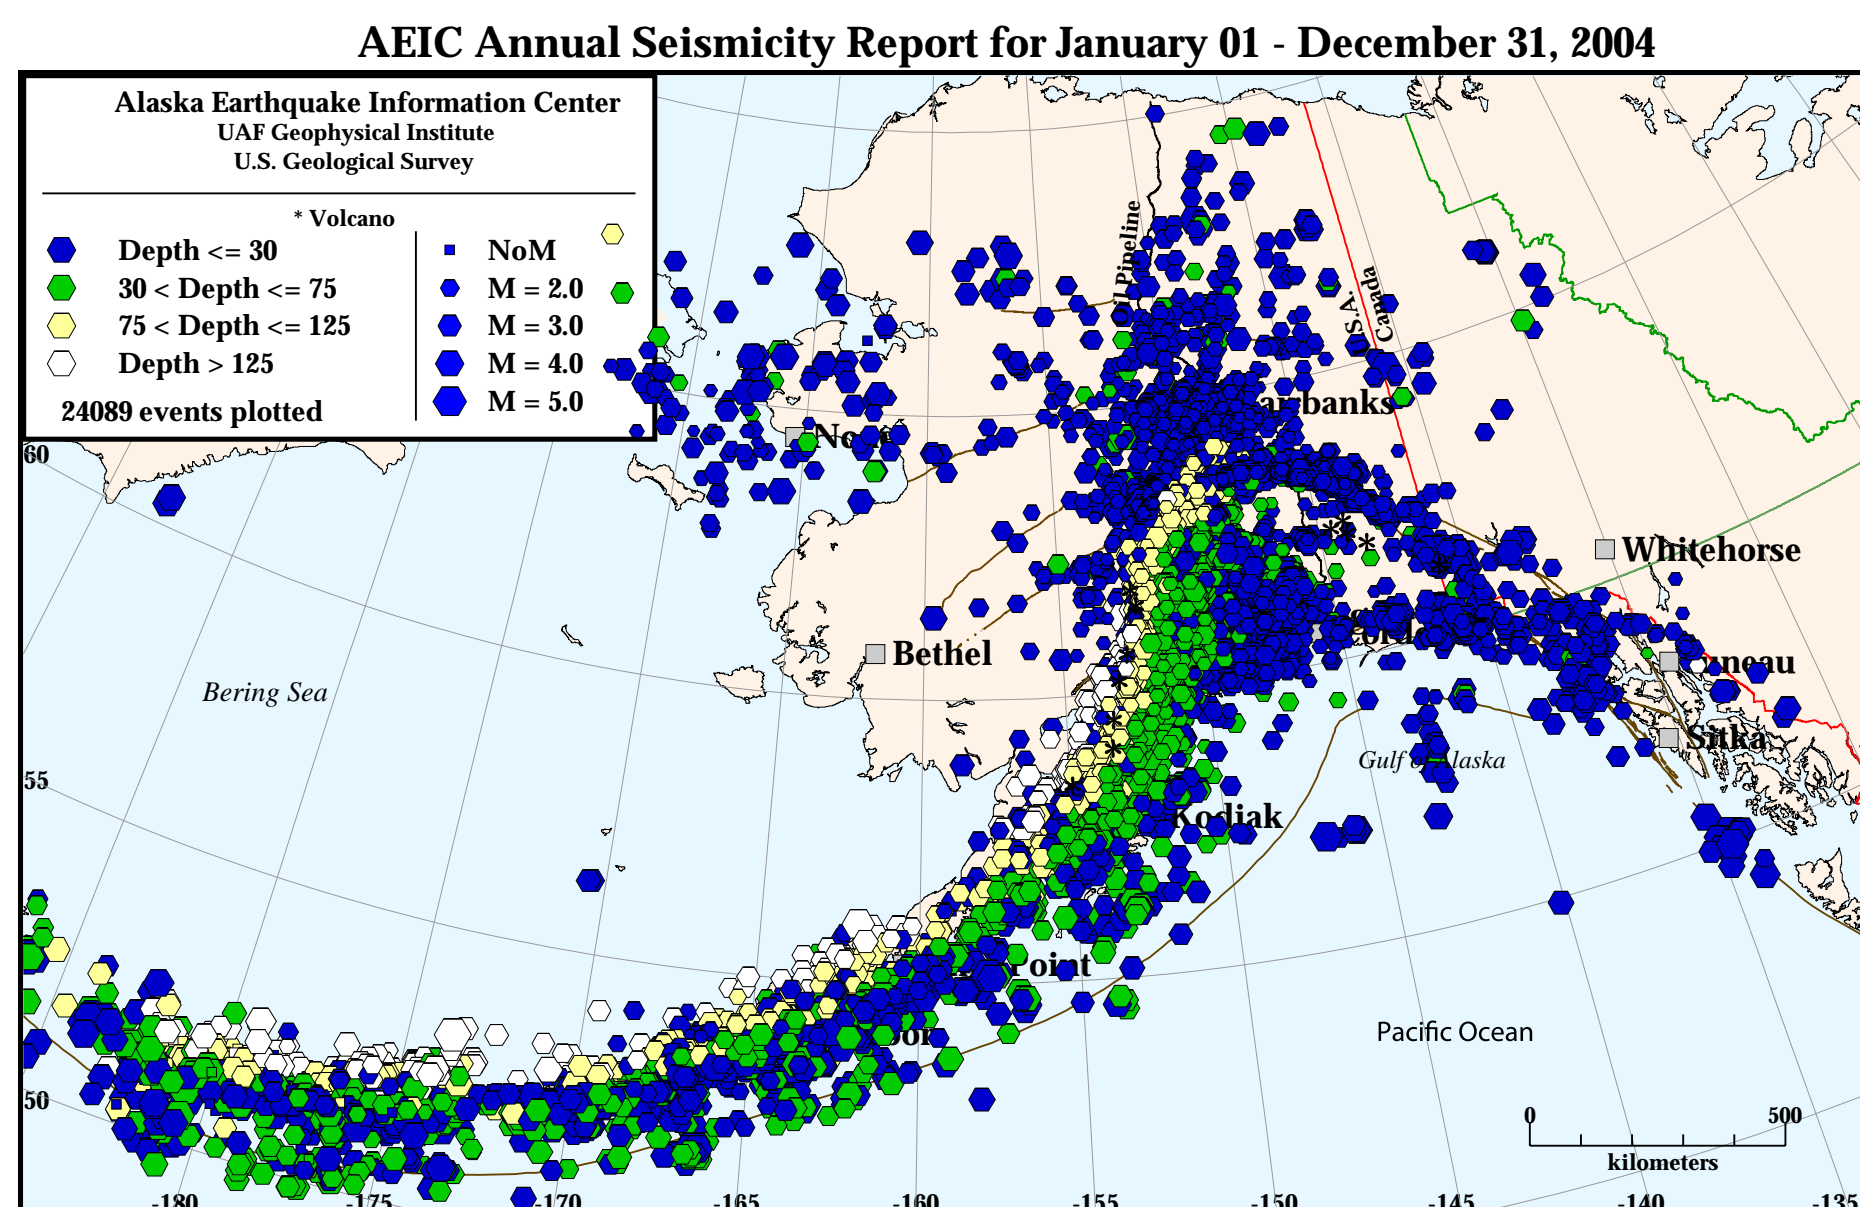 AEIC Annual Seismicity Report for January 01 - December 31, 2004
Alaska Earthquake Information Center
UAF Geophysical Institute
U.S. Geological Survey
* Volcano
Depth <= 30
30 < Depth <= 75
75 < Depth <= 125
Depth > 125
24089 events plotted
NoM
M = 2.0
M = 3.0
M = 4.0
M = 5.0
Pipeline
U.S.A.
Canada
60
Whitehorse
Bethel
Bering Sea
Sitka
Gulf of Alaska
55
Kodiak
Point
Pacific Ocean
50
0 500
kilometers
-180 -175 -170 -165 -160 -155 -150 -145 -140 -135